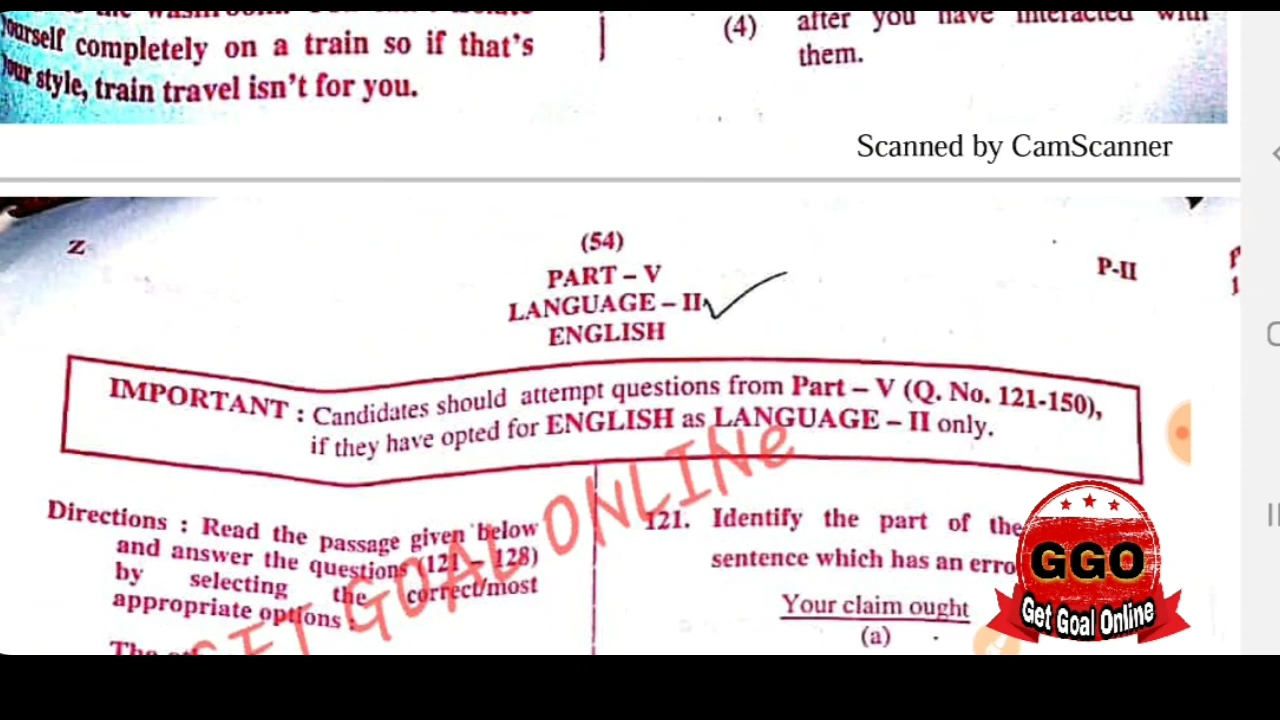 yourself completely on a train so if that's
your style, train travel isn't for you.
(4) after you have interacted with
them.
Scanned by CamScanner
Z
(54)
P-II
PART – V
LANGUAGE – II
ENGLISH
IMPORTANT : Candidates should attempt questions from Part – V (Q. No. 121-150),
if they have opted for ENGLISH as LANGUAGE – II only.
Directions : Read the passage given below
and answer the questions (121 – 128)
by selecting the correct/most
appropriate options :
121. Identify the part of the
sentence which has an erro
Your claim ought
(a)
GET GOAL ONLINE
GGO
Get Goal Online